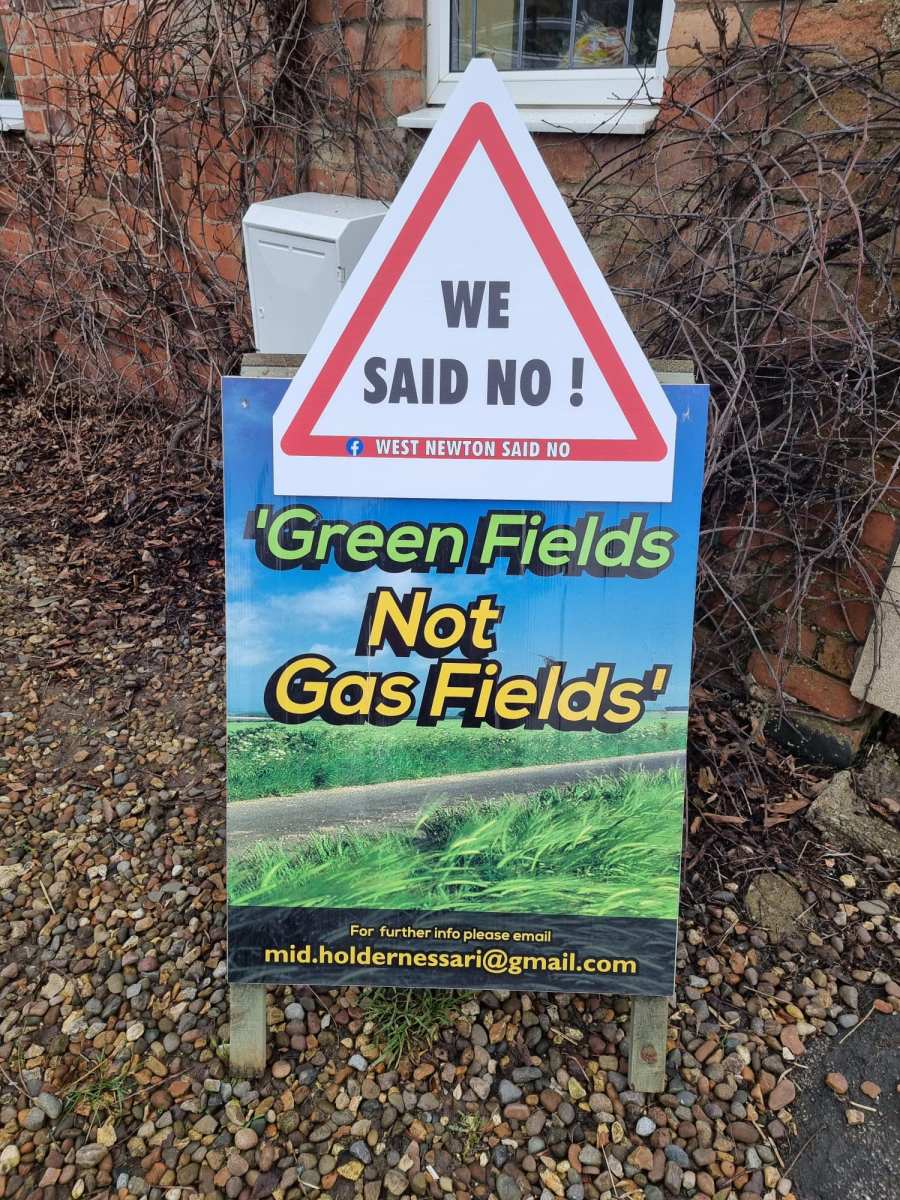 WE
SAID NO !
WEST NEWTON SAID NO
'Green Fields
Not
Gas Fields'
For further info please email
mid.holdernessari@gmail.com